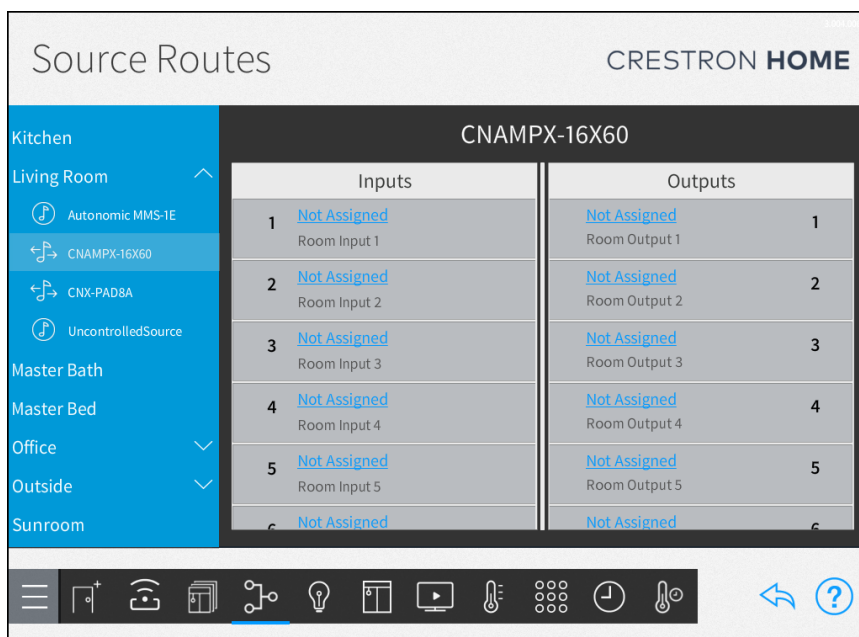 Source Routes
CRESTRON HOME
Kitchen
Living Room
Autonomic MMS-1E
CNAMPX-16X60
CNX-PAD8A
UncontrolledSource
Master Bath
Master Bed
Office
Outside
Sunroom
CNAMPX-16X60
Inputs
Outputs
1 Not Assigned
Room Input 1
Not Assigned 1
Room Output 1
2 Not Assigned
Room Input 2
Not Assigned 2
Room Output 2
3 Not Assigned
Room Input 3
Not Assigned 3
Room Output 3
4 Not Assigned
Room Input 4
Not Assigned 4
Room Output 4
5 Not Assigned
Room Input 5
Not Assigned 5
Room Output 5
6 Not Assigned
Not Assigned 6
?